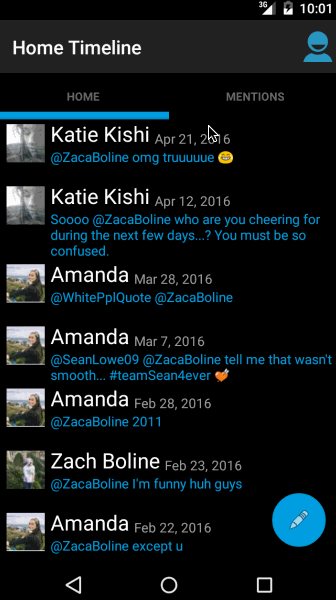 3G 10:01
Home Timeline
HOME MENTIONS
Katie Kishi Apr 21, 2016
@ZacaBoline omg truuuuue 😁
Katie Kishi Apr 12, 2016
Soooo @ZacaBoline who are you cheering for
during the next few days...? You must be so
confused.
Amanda Mar 28, 2016
@WhitePplQuote @ZacaBoline
Amanda Mar 7, 2016
@SeanLowe09 @ZacaBoline tell me that wasn't
smooth... #teamSean4ever 💘
Amanda Feb 28, 2016
@ZacaBoline 2011
Zach Boline Feb 23, 2016
@ZacaBoline I'm funny huh guys
Amanda Feb 22, 2016
@ZacaBoline except u